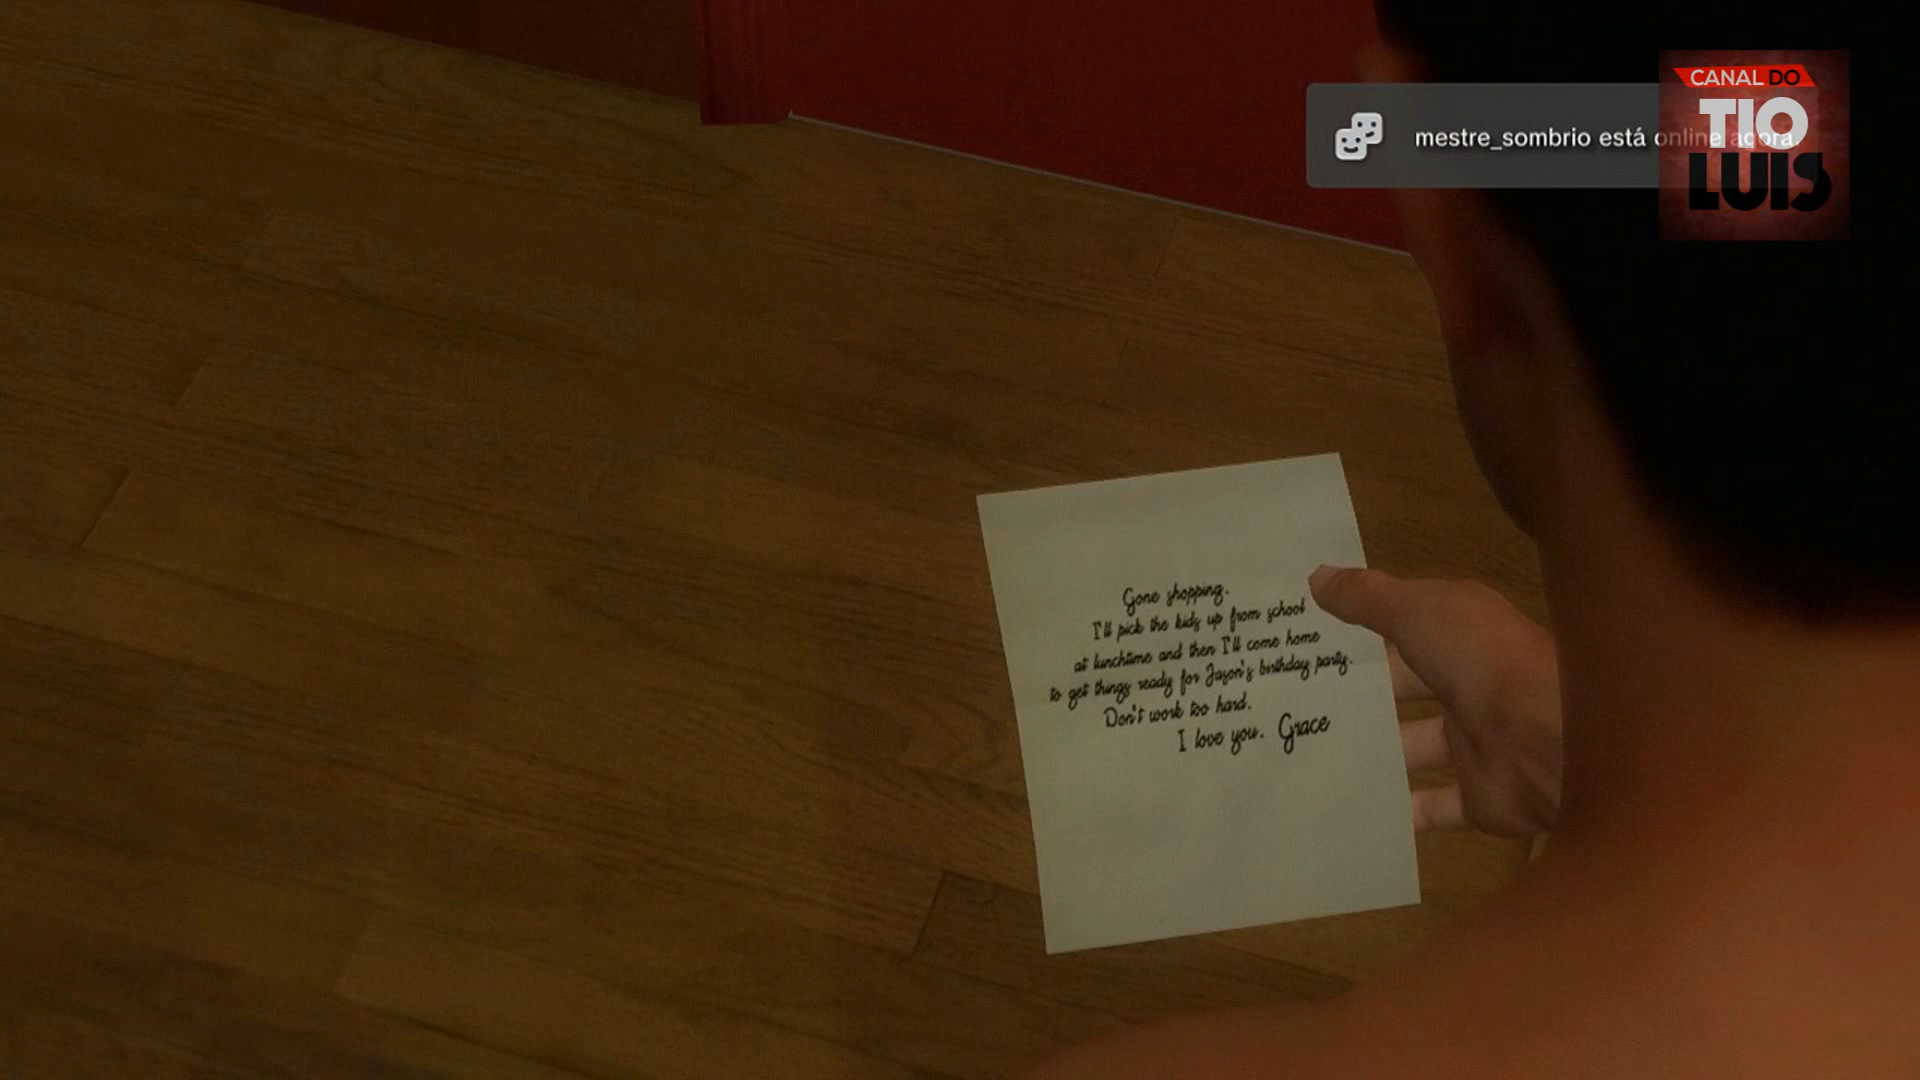 CANAL DO
TIO
LUIS
mestre_sombrio está online agora.
Gone shopping.
I'll pick the kids up from school
at lunchtime and then I'll come home
to get things ready for Jason's birthday party.
Don't work too hard.
I love you. Grace